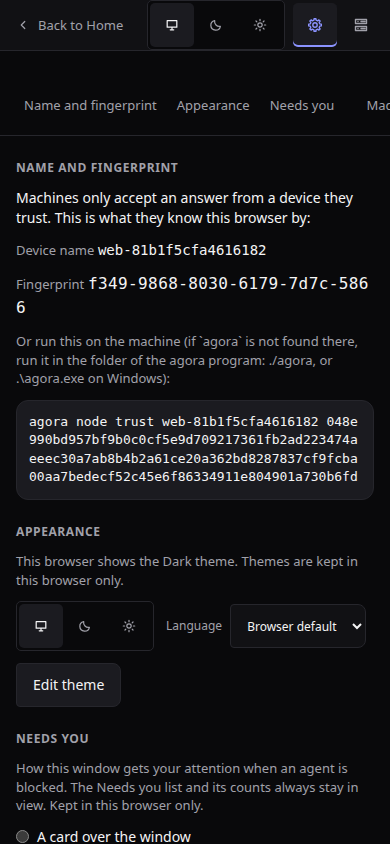 Back to Home
Name and fingerprint Appearance Needs you Mac
NAME AND FINGERPRINT
Machines only accept an answer from a device they
trust. This is what they know this browser by:
Device name web-81b1f5cfa4616182
Fingerprint f349-9868-8030-6179-7d7c-586
6
Or run this on the machine (if `agora` is not found there,
run it in the folder of the agora program: ./agora, or
.\agora.exe on Windows):
agora node trust web-81b1f5cfa4616182 048e
990bd957bf9b0c0cf5e9d709217361fb2ad223474a
eeec30a7ab8b4b2a61ce20a362bd8287837cf9fcba
00aa7bedecf52c45e6f86334911e804901a730b6fd
APPEARANCE
This browser shows the Dark theme. Themes are kept in
this browser only.
Language Browser default
Edit theme
NEEDS YOU
How this window gets your attention when an agent is
blocked. The Needs you list and its counts always stay in
view. Kept in this browser only.
A card over the window